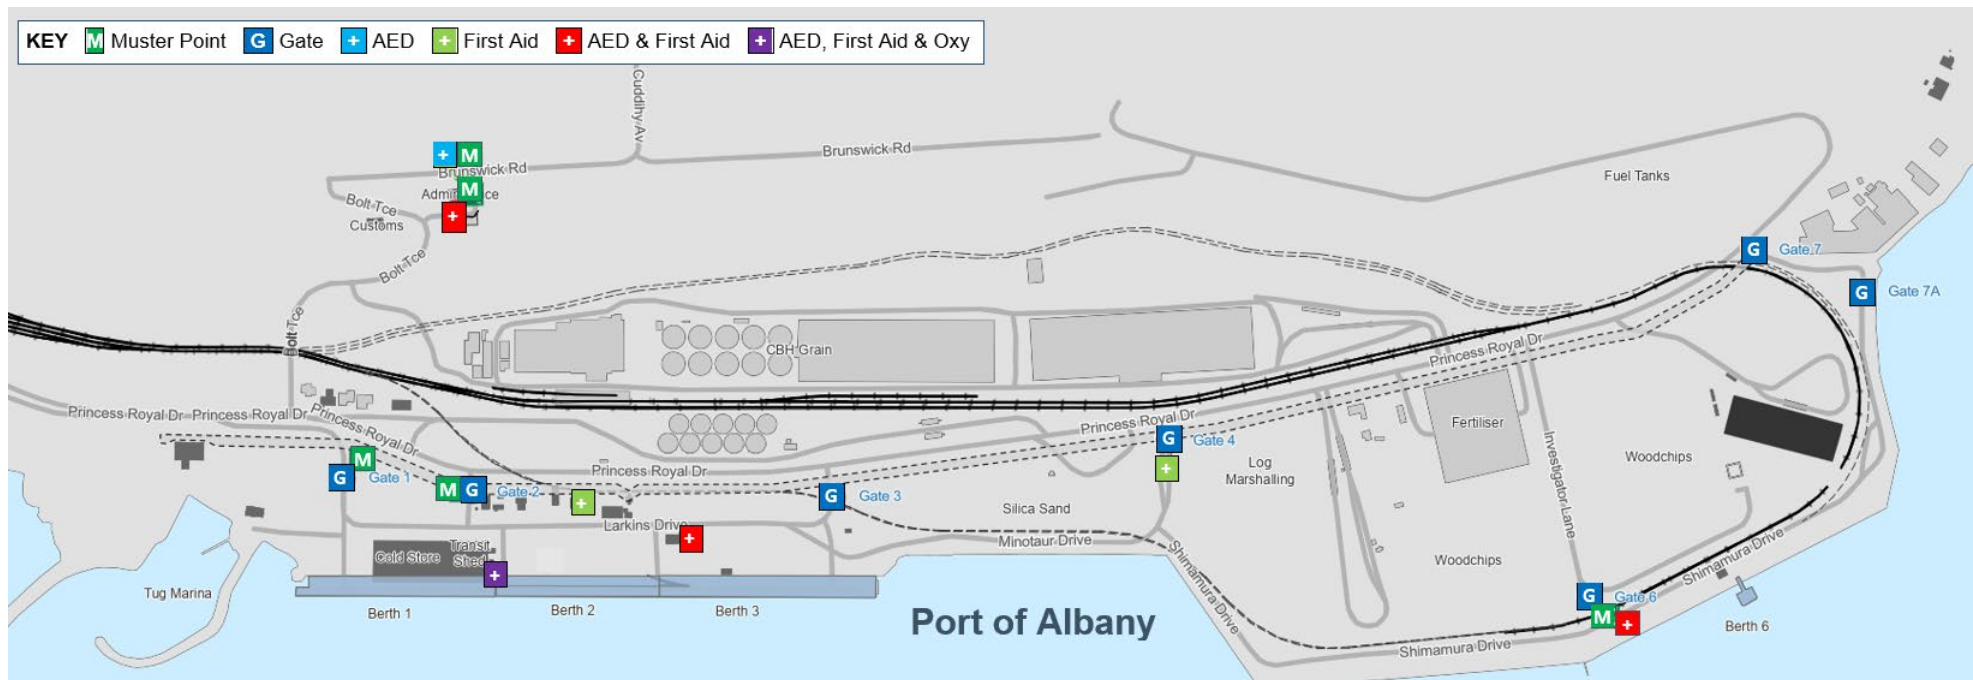 KEY M Muster Point G Gate + AED + First Aid + AED & First Aid + AED, First Aid & Oxy
Cuddihy Av
Brunswick Rd
+ M
Brunswick Rd
M
Fuel Tanks
Bolt Tce
+
Customs
Bolt Tce
G Gate 7
G Gate 7A
Bolt Tce
CBH Grain
Princess Royal Dr
Princess Royal Dr
Princess Royal Dr
Princess Royal Dr
Princess Royal Dr
Fertiliser
G Gate 4
Investigator Lane
Woodchips
M
G Gate 1
Princess Royal Dr
+
Log
Marshalling
M G Gate 2
+
G Gate 3
Silica Sand
Larkins Drive
+
Minotaur Drive
Cold Store
Transit
Shed
+
Shimamura Drive
Woodchips
Shimamura Drive
Tug Marina
Berth 1
Berth 2
Berth 3
Port of Albany
G Gate 6
M +
Berth 6
Shimamura Drive